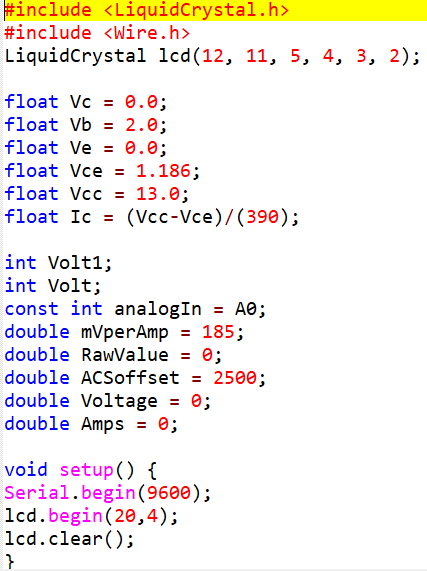 #include <LiquidCrystal.h>
#include <Wire.h>
LiquidCrystal lcd(12, 11, 5, 4, 3, 2);
float Vc = 0.0;
float Vb = 2.0;
float Ve = 0.0;
float Vce = 1.186;
float Vcc = 13.0;
float Ic = (Vcc-Vce)/(390);
int Volt1;
int Volt;
const int analogIn = A0;
double mVperAmp = 185;
double RawValue = 0;
double ACSoffset = 2500;
double Voltage = 0;
double Amps = 0;
void setup() {
Serial.begin(9600);
lcd.begin(20,4);
lcd.clear();
}